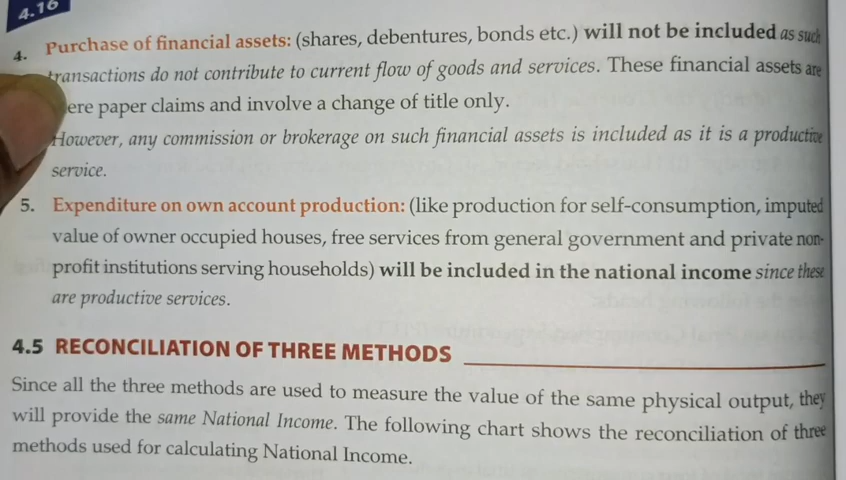 4.16
4. Purchase of financial assets: (shares, debentures, bonds etc.) will not be included as such
transactions do not contribute to current flow of goods and services. These financial assets are
ere paper claims and involve a change of title only.
However, any commission or brokerage on such financial assets is included as it is a productive
service.
5. Expenditure on own account production: (like production for self-consumption, imputed
value of owner occupied houses, free services from general government and private non-
profit institutions serving households) will be included in the national income since these
are productive services.
4.5 RECONCILIATION OF THREE METHODS
Since all the three methods are used to measure the value of the same physical output, they
will provide the same National Income. The following chart shows the reconciliation of three
methods used for calculating National Income.